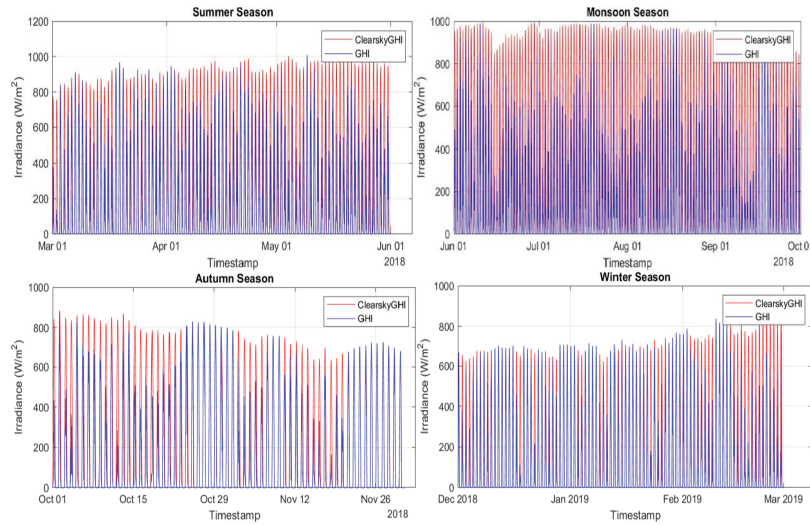 Summer Season
1200
1000
800
600
400
200
0
Irradiance (W/m²)
ClearskyGHI
GHI
Mar 01 Apr 01 May 01 Jun 01
Timestamp 2018
Monsoon Season
1000
800
600
400
200
0
Irradiance (W/m²)
ClearskyGHI
GHI
Jun 01 Jul 01 Aug 01 Sep 01 Oct 0
Timestamp 2018
Autumn Season
1000
800
600
400
200
0
Irradiance (W/m²)
ClearskyGHI
GHI
Oct 01 Oct 15 Oct 29 Nov 12 Nov 26
Timestamp 2018
Winter Season
1000
800
600
400
200
0
Irradiance (W/m²)
ClearskyGHI
GHI
Dec 2018 Jan 2019 Feb 2019 Mar 2019
Timestamp